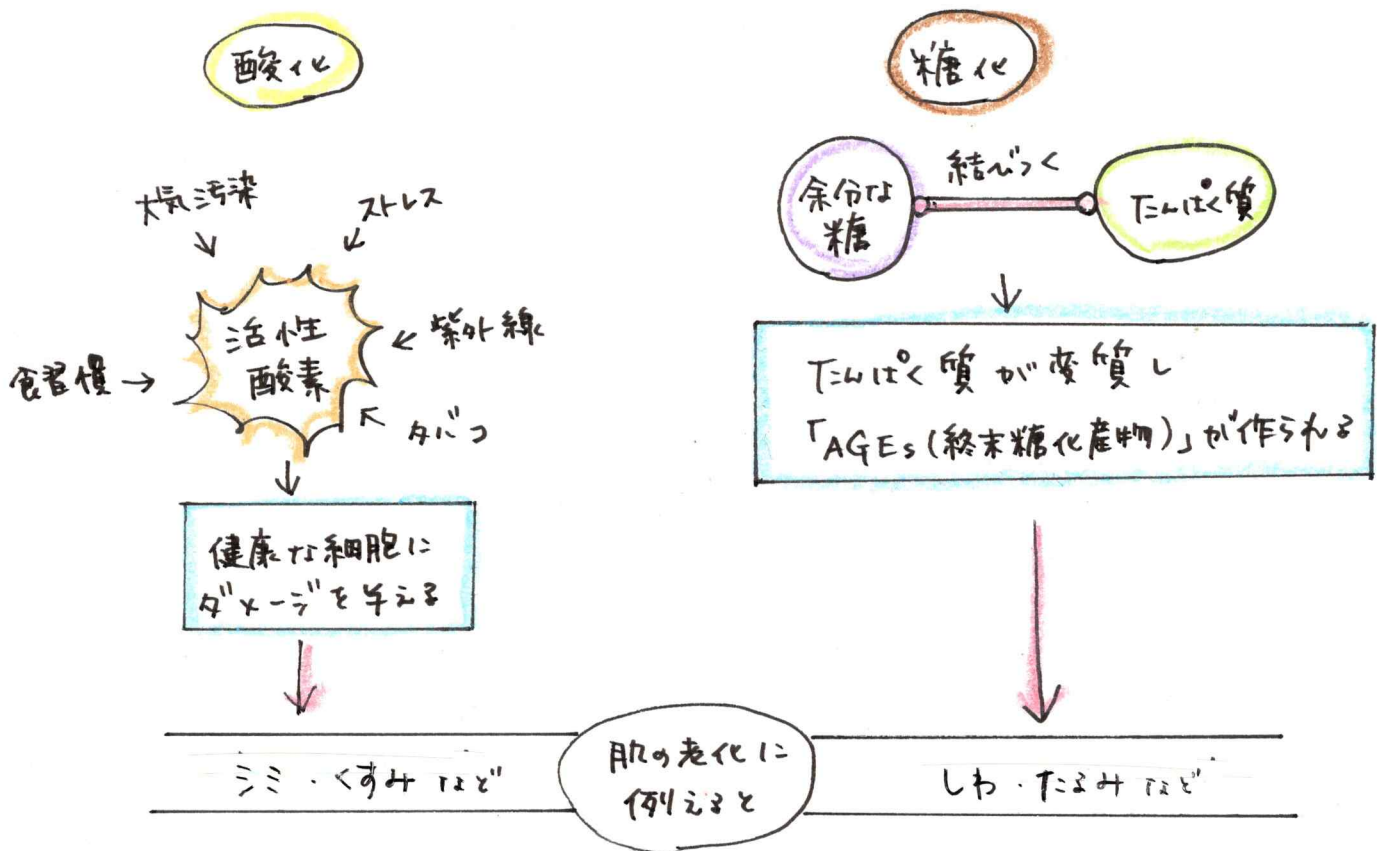 酸化
大気汚染
ストレス
活性
酸素
紫外線
食習慣 →
タバコ
健康な細胞に
ダメージを与える
シミ・くすみなど
糖化
余分な
糖
結びつく
たんぱく質
たんぱく質が変質し
「AGEs(終末糖化産物)」が作られる
肌の老化に
例えると
しわ・たるみなど